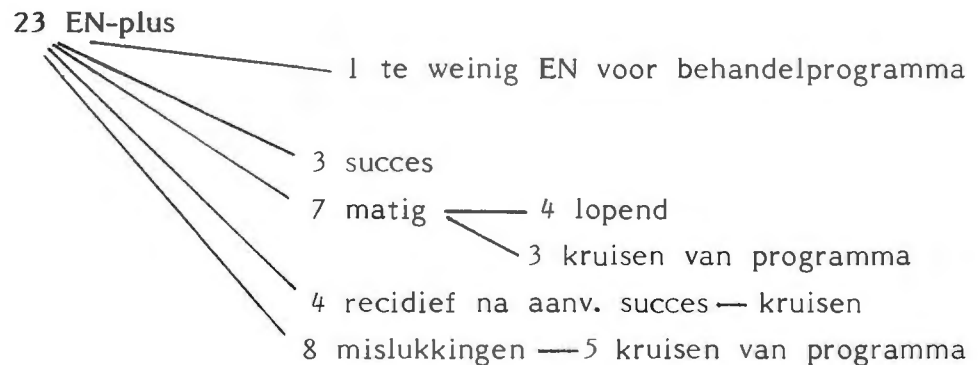 23 EN-plus
1 te weinig EN voor behandelprogramma
3 succes
7 matig 4 lopend
3 kruisen van programma
4 recidief na aanv. succes — kruisen
8 mislukkingen — 5 kruisen van programma